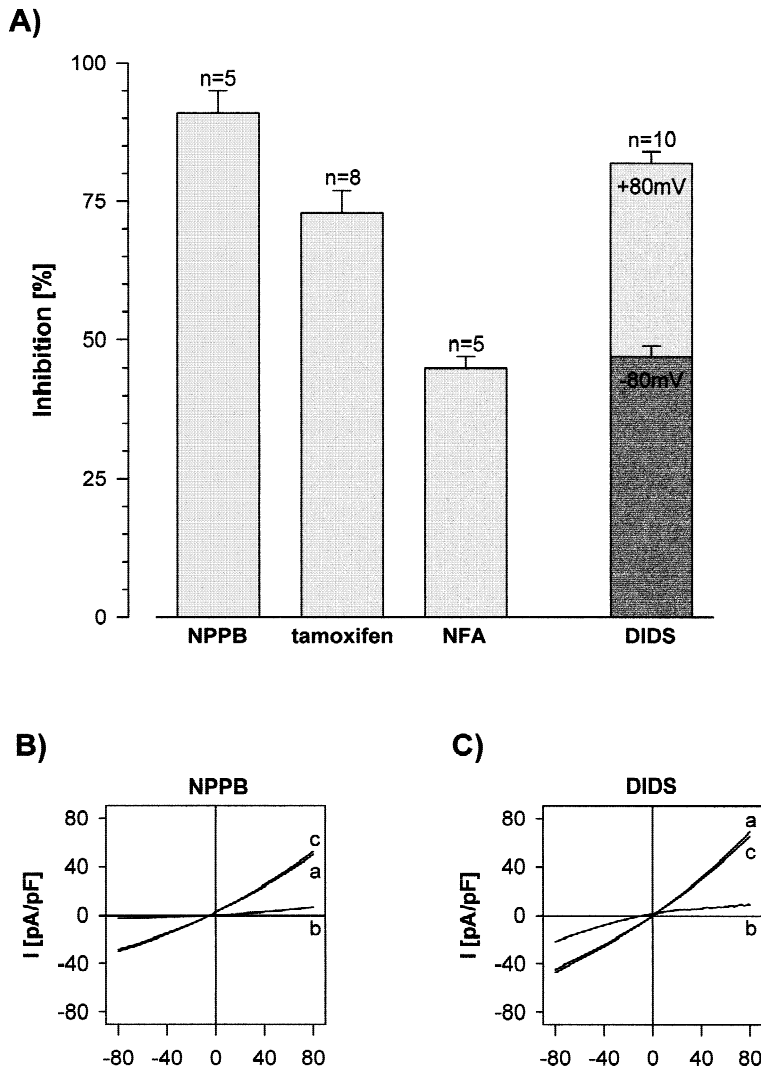 A)
Inhibition [%]
100
75
50
25
0
n=5
n=8
n=5
n=10
+80mV
-80mV
NPPB
tamoxifen
NFA
DIDS
B)
NPPB
I [pA/pF]
80
40
0
-40
-80
c
a
b
-80 -40 0 40 80
C)
DIDS
I [pA/pF]
80
40
0
-40
-80
a
c
b
-80 -40 0 40 80